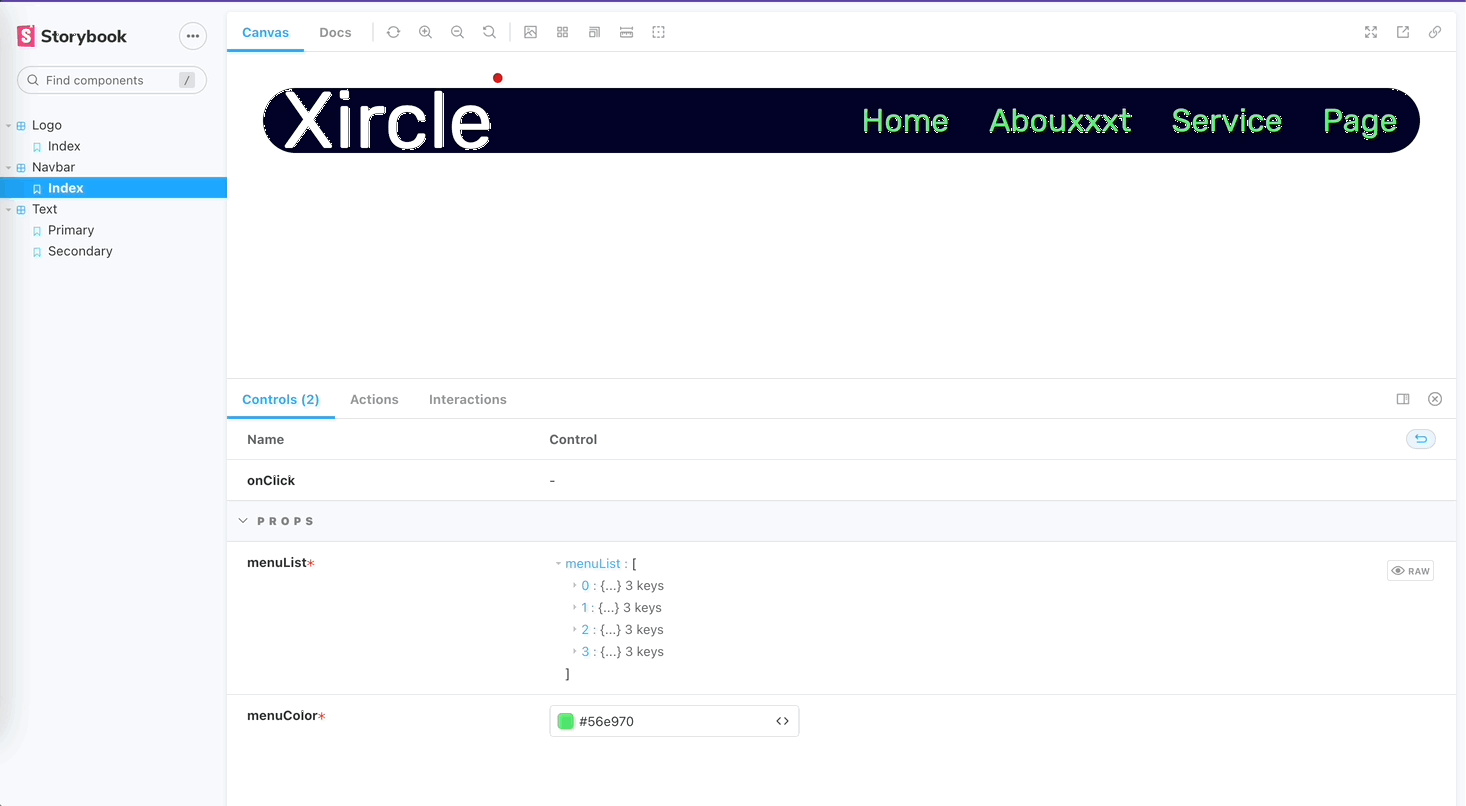 Storybook
Find components /
Logo
Index
Navbar
Index
Text
Primary
Secondary
Canvas Docs
Xircle Home Abouxxxt Service Page
Controls (2) Actions Interactions
Name Control
onClick -
PROPS
menuList* menuList : [
RAW
0 : {...} 3 keys
1 : {...} 3 keys
2 : {...} 3 keys
3 : {...} 3 keys
]
menuColor* #56e970